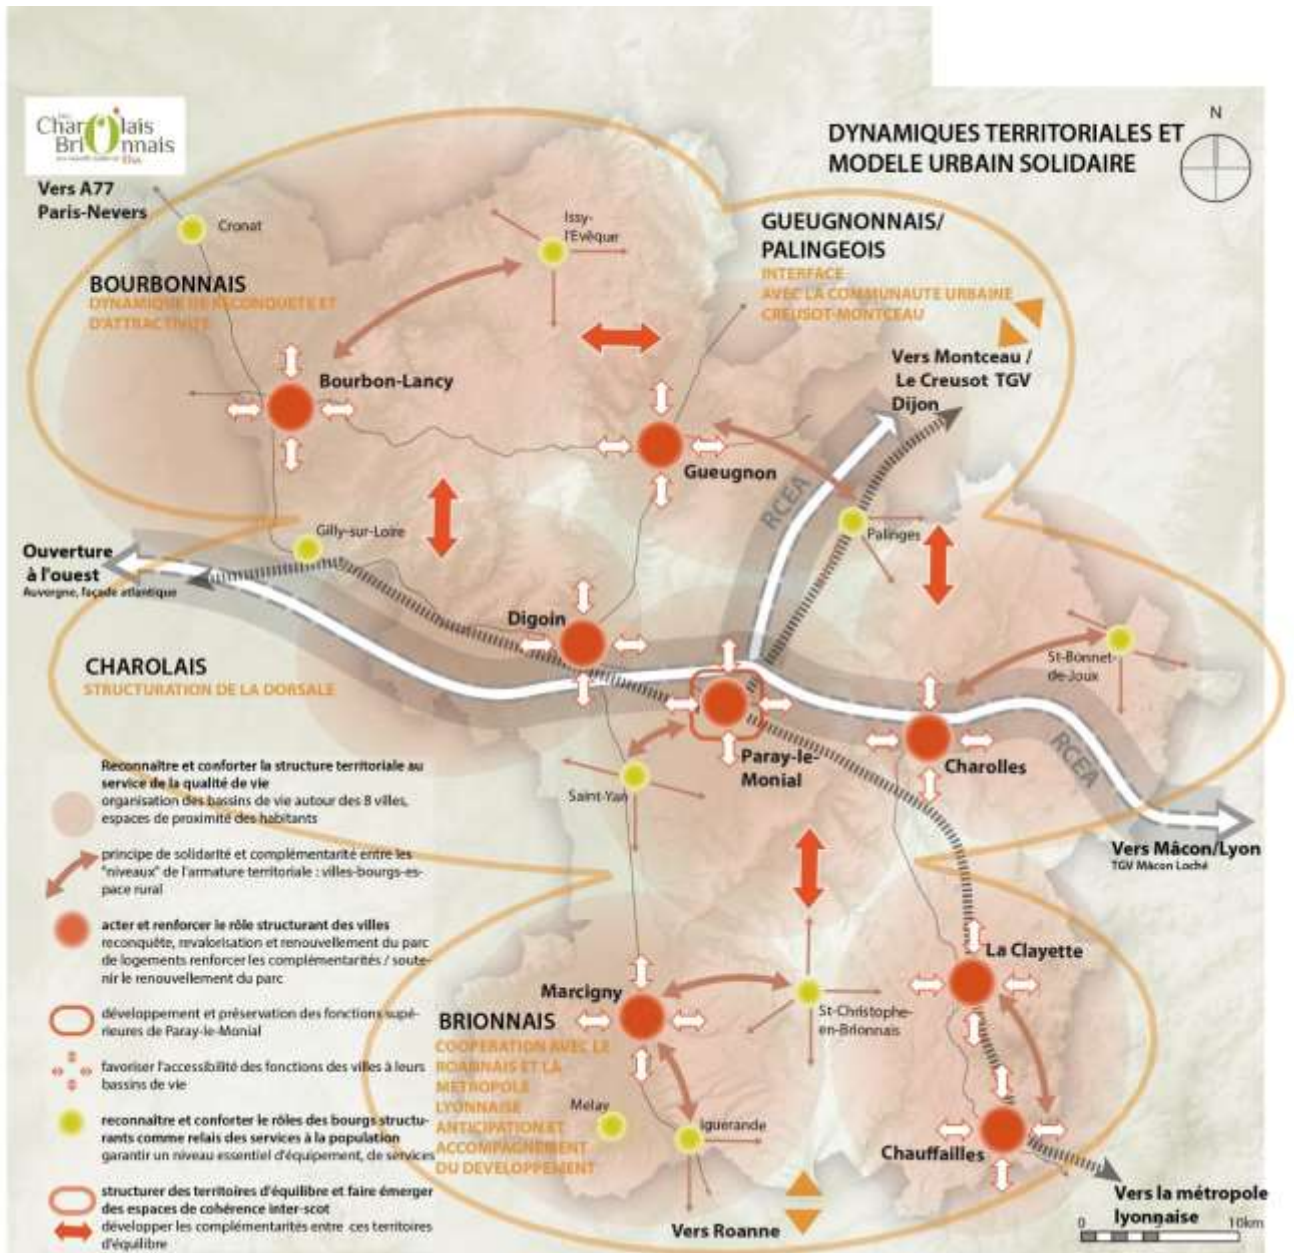 Charolais
Brionnais
Vers A77
Paris-Nevers
Cronat
Issy-
l'Evêque
DYNAMIQUES TERRITORIALES ET
MODELE URBAIN SOLIDAIRE
N
GUEUGNONNAIS/
PALINGEOIS
INTERFACE
AVEC LA COMMUNAUTE URBAINE
CREUSOT-MONTCEAU
BOURBONNAIS
DYNAMIQUE DE RECONQUETE ET
D'ATTRACTIVITE
Bourbon-Lancy
Vers Montceau /
Le Creusot TGV
Dijon
Gueugnon
RCEA
Palinges
Gilly-sur-Loire
Ouverture
à l'ouest
Auvergne, façade atlantique
Digoin
CHAROLAIS
STRUCTURATION DE LA DORSALE
St-Bonnet-
de-Joux
Paray-le-
Monial
Charolles
RCEA
Saint-Yan
Vers Mâcon/Lyon
TGV Mâcon Loché
Reconnaître et conforter la structure territoriale au
service de la qualité de vie
organisation des bassins de vie autour des 8 villes,
espaces de proximité des habitants
principe de solidarité et complémentarité entre les
"niveaux" de l'armature territoriale : villes-bourgs-es-
pace rural
acter et renforcer le rôle structurant des villes
reconquête, revalorisation et renouvellement du parc
de logements renforcer les complémentarités / soute-
nir le renouvellement du parc
développement et préservation des fonctions supé-
rieures de Paray-le-Monial
favoriser l'accessibilité des fonctions des villes à leurs
bassins de vie
reconnaître et conforter le rôles des bourgs structu-
rants comme relais des services à la population
garantir un niveau essentiel d'équipement, de services
structurer des territoires d'équilibre et faire émerger
des espaces de cohérence inter-scot
développer les complémentarités entre ces territoires
d'équilibre
La Clayette
Marcigny
St-Christophe-
en-Brionnais
BRIONNAIS
COOPERATION AVEC LE
ROANNAIS ET LA
METROPOLE
LYONNAISE
ANTICIPATION ET
ACCOMPAGNEMENT
DU DEVELOPPEMENT
Melay
Iguerande
Chauffailles
Vers Roanne
Vers la métropole
lyonnaise
0 5 10km